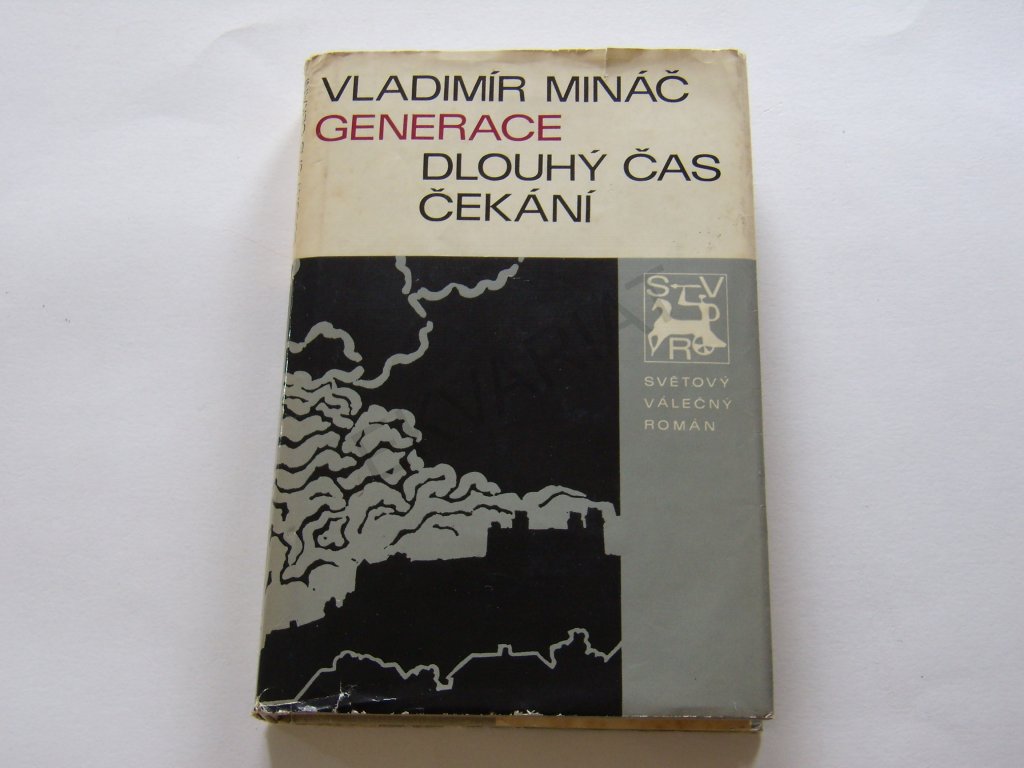 VLADIMÍR MINÁČ
GENERACE
DLOUHÝ ČAS
ČEKÁNÍ
S V
R
SVĚTOVÝ
VÁLEČNÝ
ROMÁN